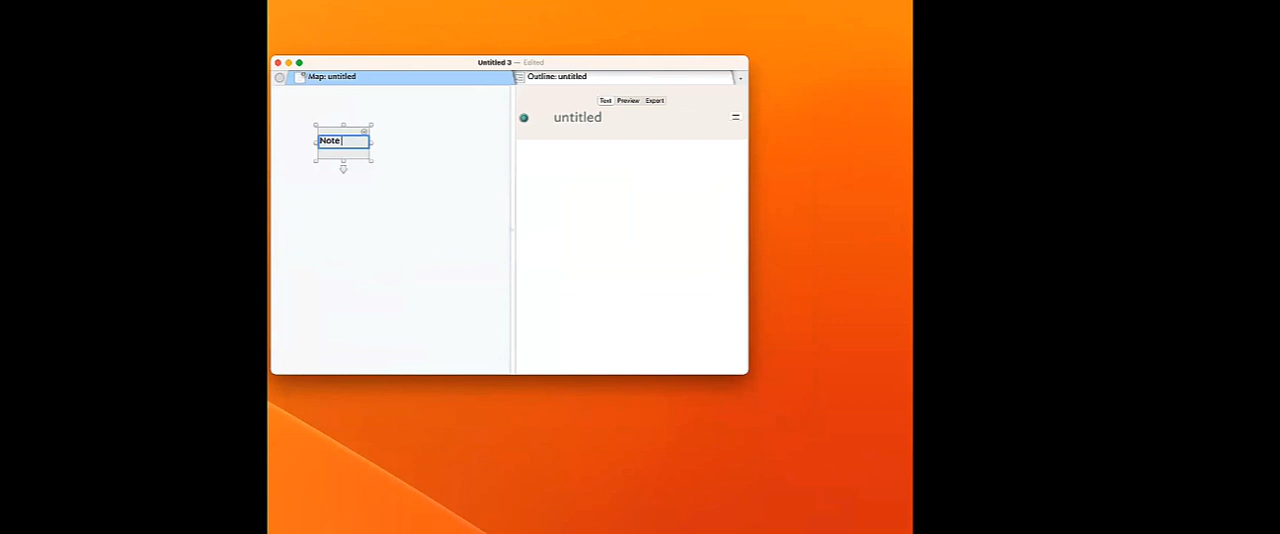 Untitled 3 — Edited
Map: untitled
Outline: untitled
Text Preview Export
untitled
Note